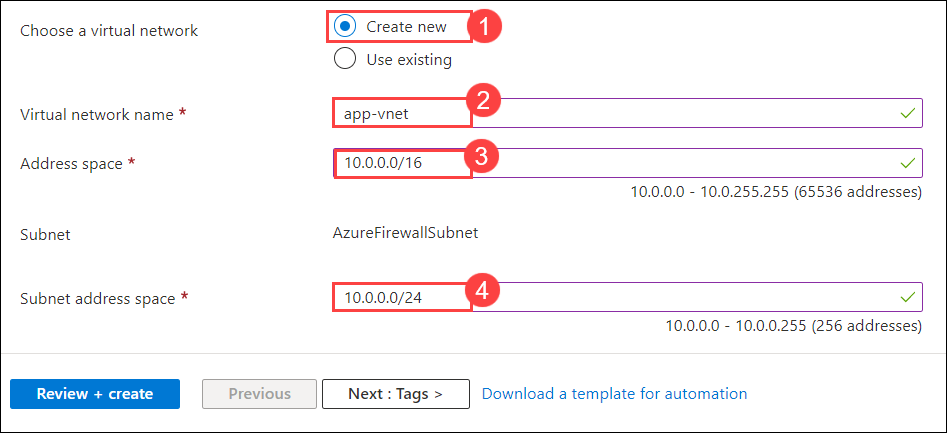 Choose a virtual network
Create new
1
Use existing
Virtual network name *
app-vnet
2
Address space *
10.0.0.0/16
3
10.0.0.0 - 10.0.255.255 (65536 addresses)
Subnet
AzureFirewallSubnet
Subnet address space *
10.0.0.0/24
4
10.0.0.0 - 10.0.0.255 (256 addresses)
Review + create
Previous
Next : Tags >
Download a template for automation